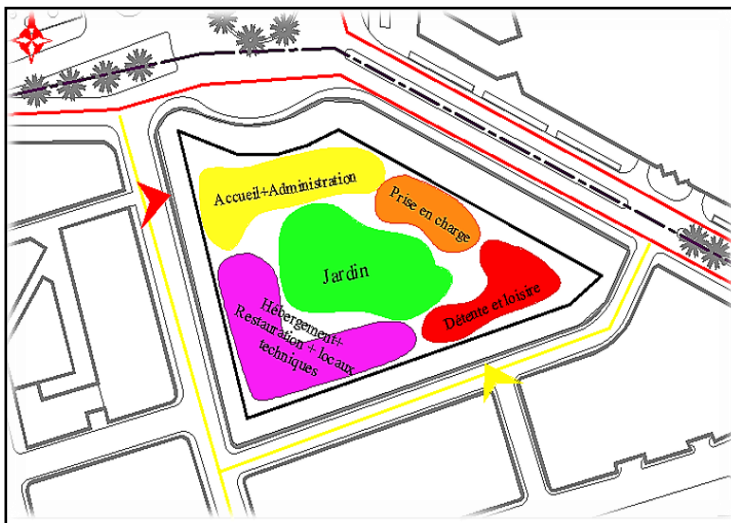 Accueil+Administration
Prise en charge
Jardin
Détente et loisire
Hébergement+
Restauration + locaux
techniques